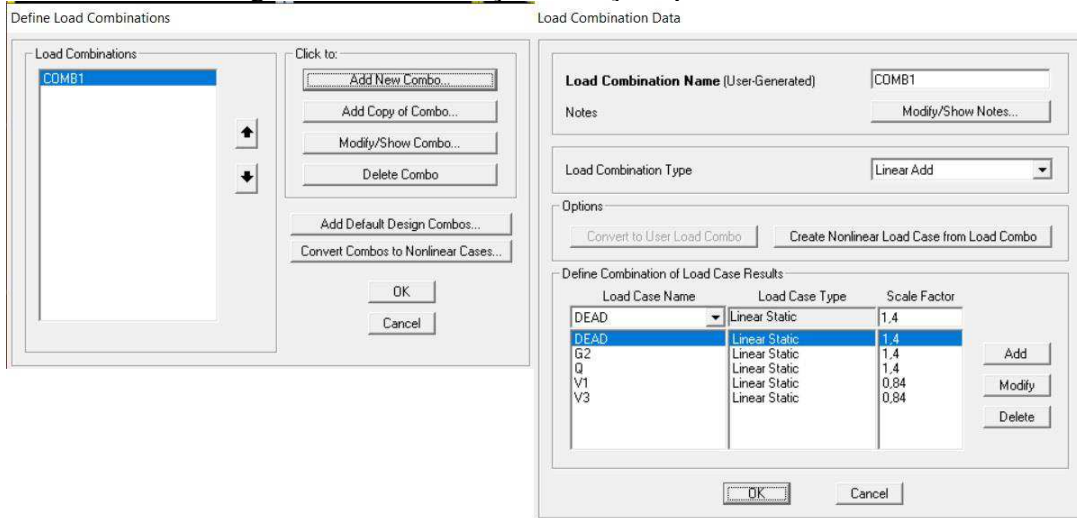 Define Load Combinations
Load Combinations
COMB1
Click to:
Add New Combo...
Add Copy of Combo...
Modify/Show Combo...
Delete Combo
Add Default Design Combos...
Convert Combos to Nonlinear Cases...
OK
Cancel
Load Combination Data
Load Combination Name (User-Generated) COMB1
Notes Modify/Show Notes...
Load Combination Type Linear Add
Options
Convert to User Load Combo Create Nonlinear Load Case from Load Combo
Define Combination of Load Case Results
Load Case Name Load Case Type Scale Factor
DEAD Linear Static 1,4
DEAD Linear Static 1,4
G2 Linear Static 1,4
Q Linear Static 1,4
V1 Linear Static 0,84
V3 Linear Static 0,84
Add
Modify
Delete
OK Cancel